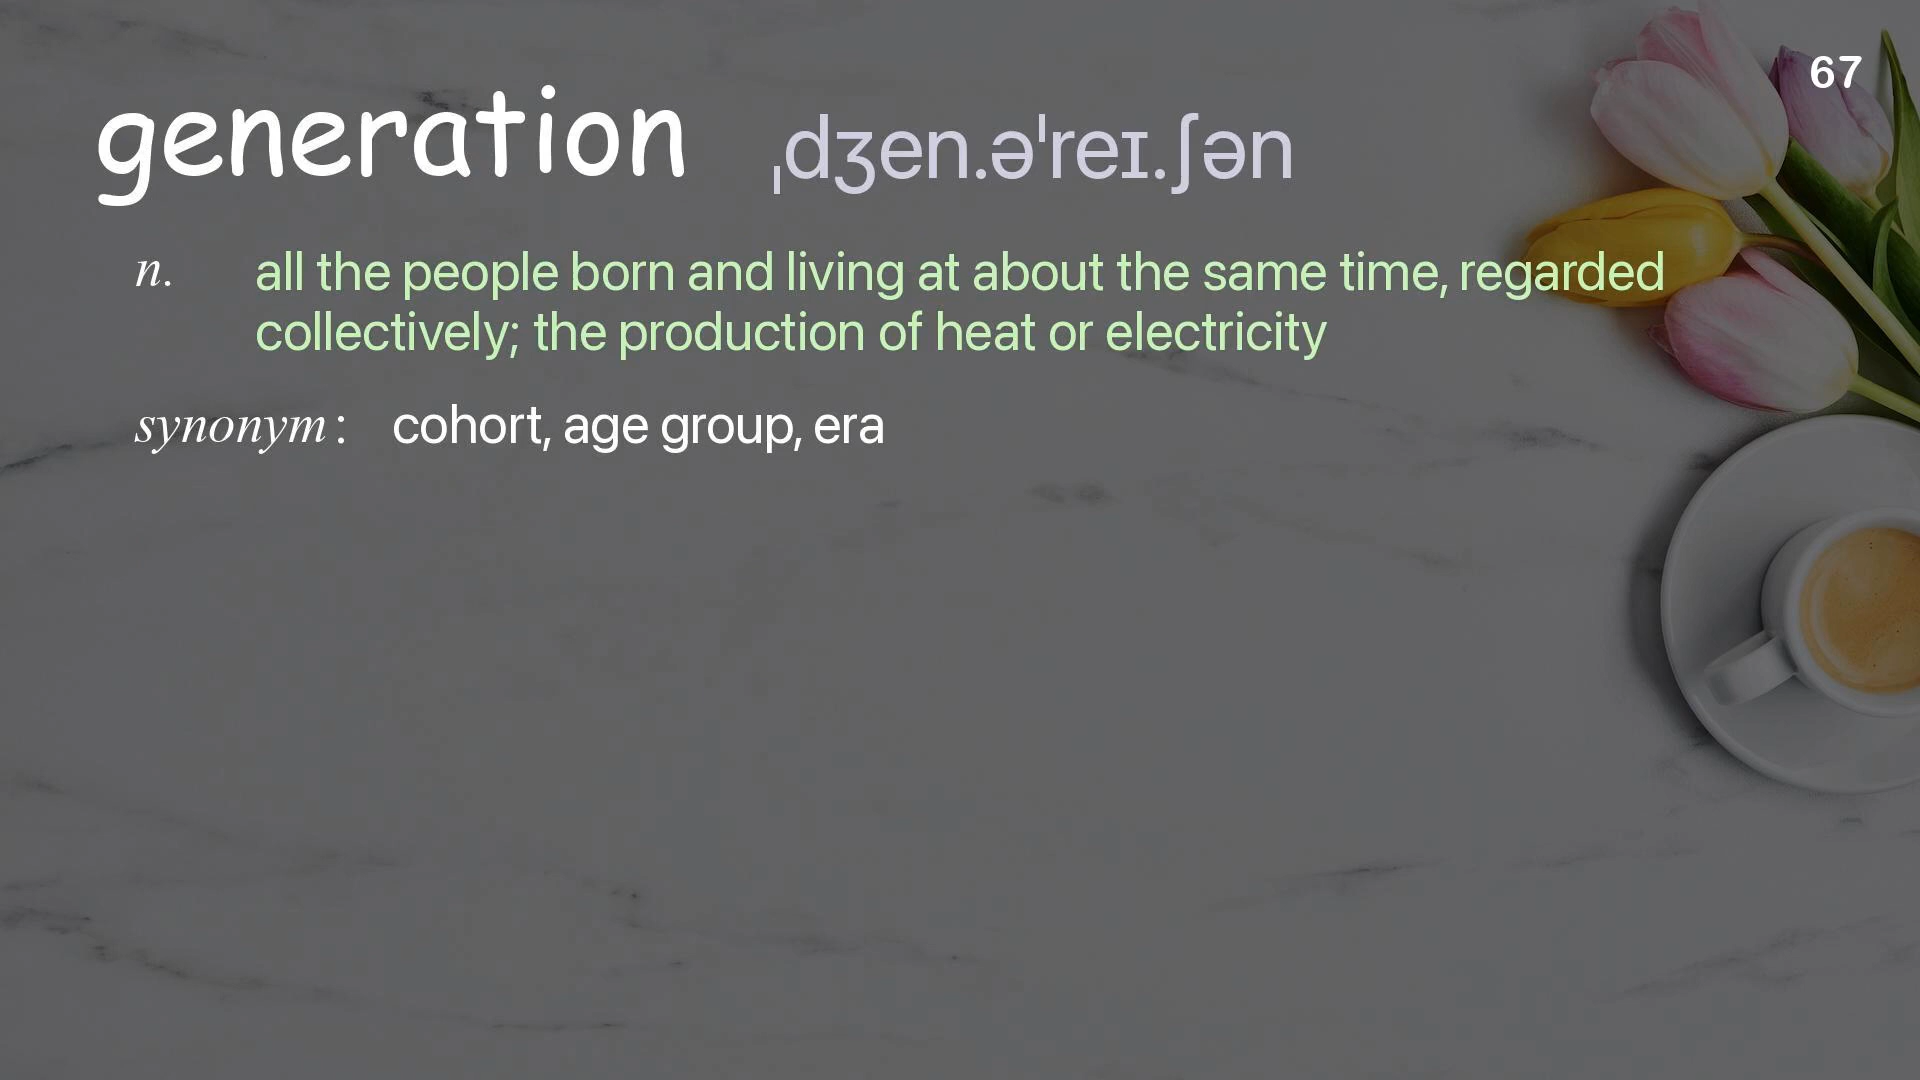 67
generation ˌdʒen.əˈreɪ.ʃən
n. all the people born and living at about the same time, regarded
collectively; the production of heat or electricity
synonym : cohort, age group, era